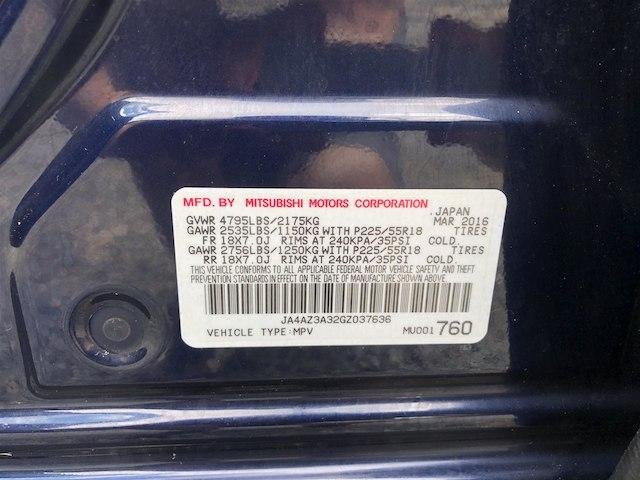 MFD. BY MITSUBISHI MOTORS CORPORATION
JAPAN
GVWR 4795LBS/2175KG MAR 2016
GAWR 2535LBS/1150KG WITH P225/55R18 TIRES
FR 18X7.0J RIMS AT 240KPA/35PSI COLD.
GAWR 2756LBS/1250KG WITH P225/55R18 TIRES
RR 18X7.0J RIMS AT 240KPA/35PSI COLD.
THIS VEHICLE CONFORMS TO ALL APPLICABLE FEDERAL MOTOR VEHICLE SAFETY AND THEFT
PREVENTION STANDARDS IN EFFECT ON THE DATE OF MANUFACTURE SHOWN ABOVE.
JA4AZ3A32GZ037636
VEHICLE TYPE:MPV MU001760